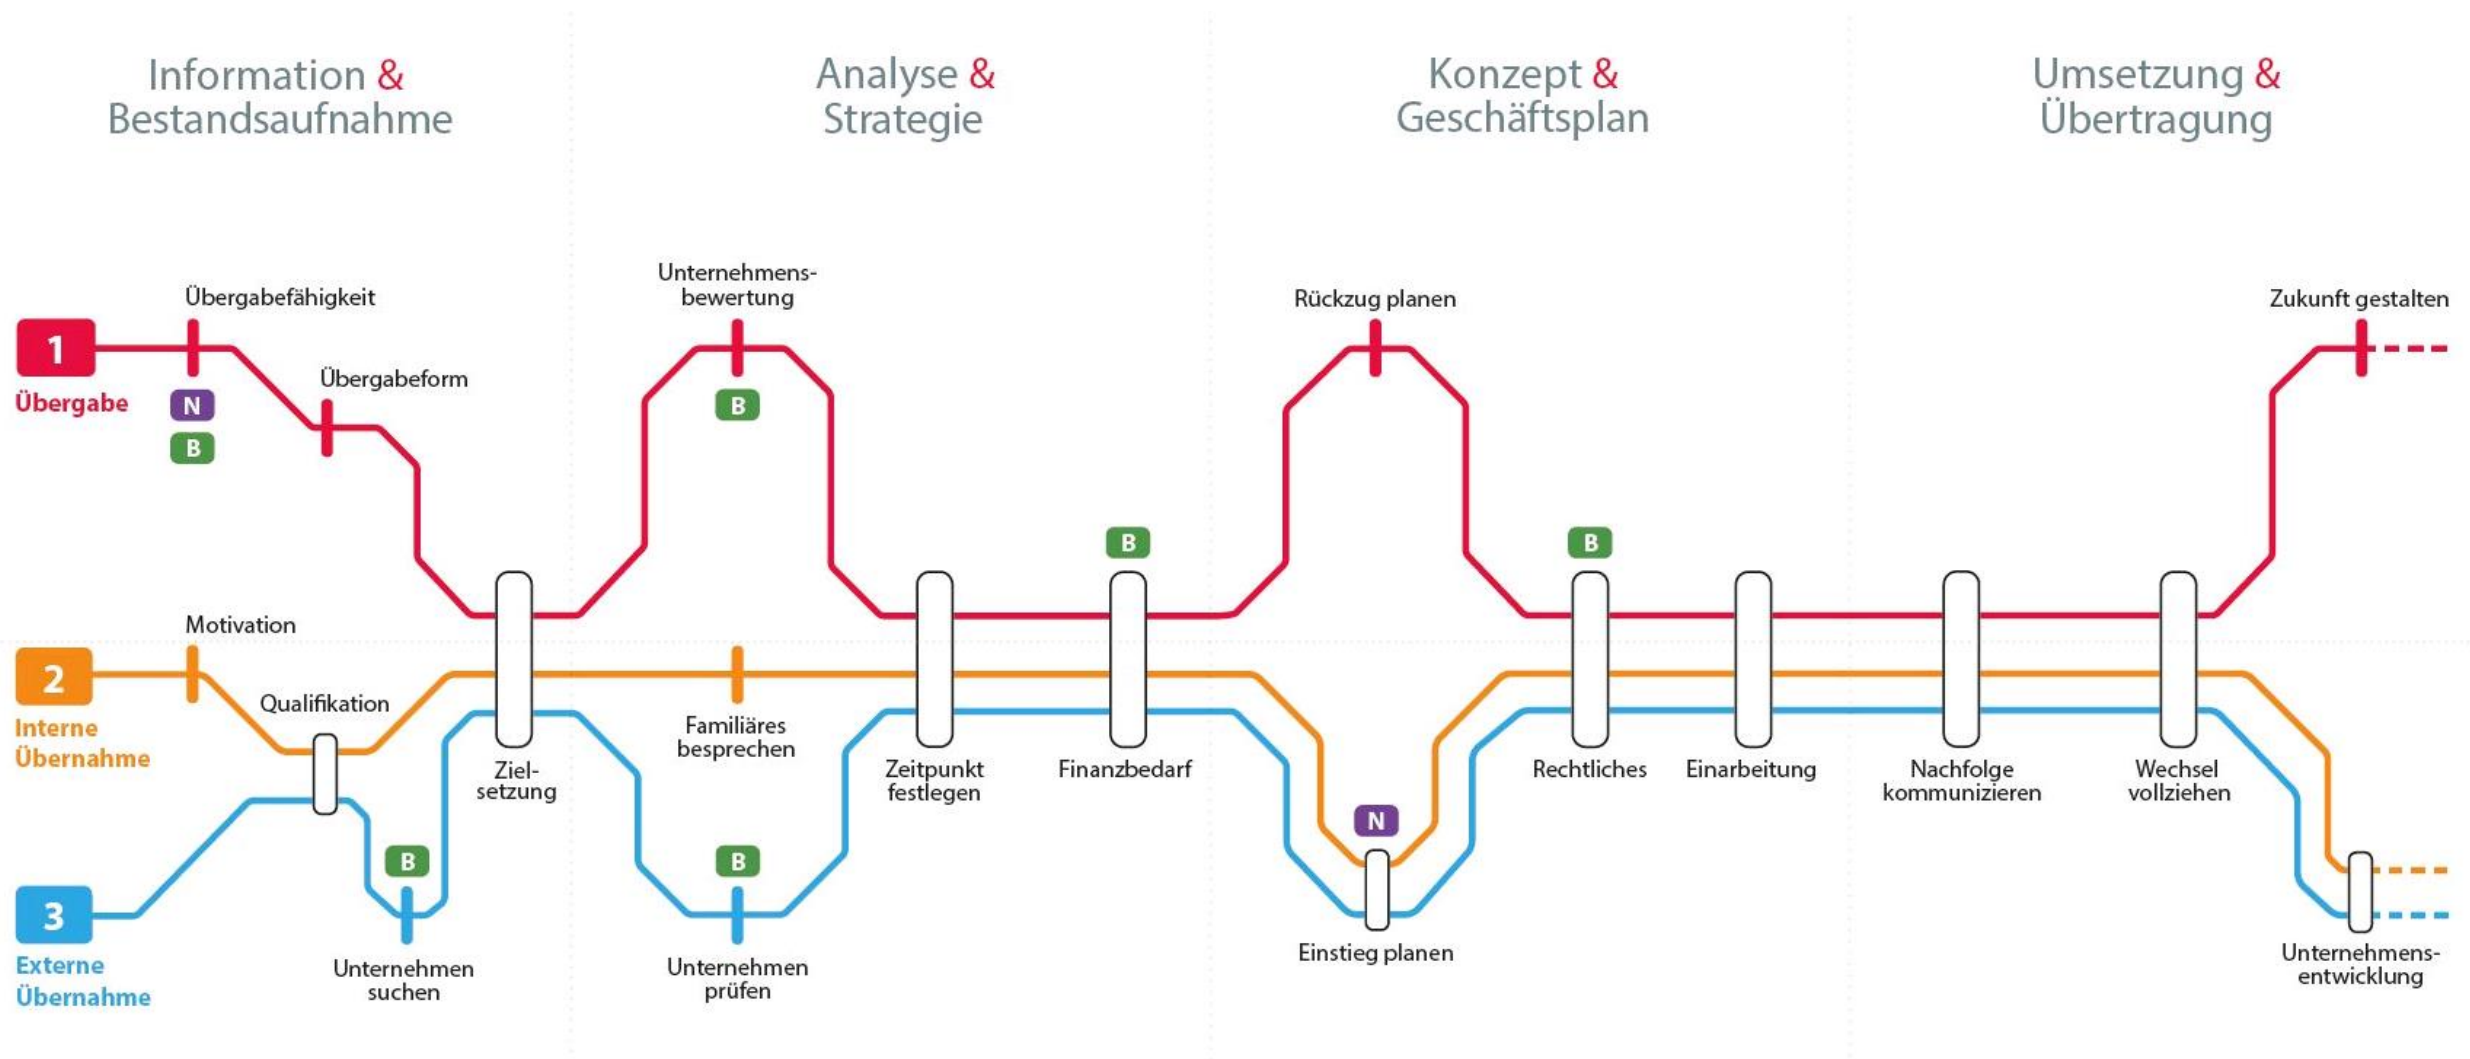 Information &
Bestandsaufnahme
Analyse &
Strategie
Konzept &
Geschäftsplan
Umsetzung &
Übertragung
1
Übergabe
Übergabefähigkeit
N
B
Übergabeform
Unternehmens-
bewertung
B
B
Rückzug planen
B
Zukunft gestalten
2
Interne
Übernahme
Motivation
Qualifikation
Ziel-
setzung
Familiäres
besprechen
Zeitpunkt
festlegen
Finanzbedarf
N
Einstieg planen
Rechtliches
Einarbeitung
Nachfolge
kommunizieren
Wechsel
vollziehen
Unternehmens-
entwicklung
3
Externe
Übernahme
B
Unternehmen
suchen
B
Unternehmen
prüfen